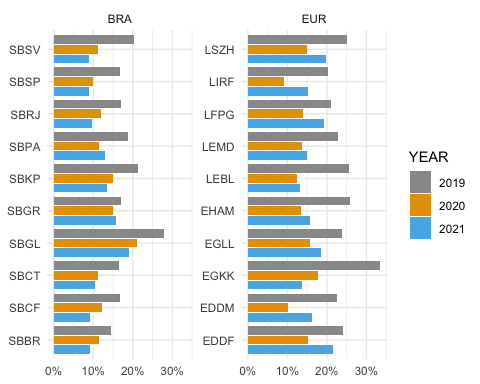 BRA EUR
SBSV LSZH
SBSP LIRF
SBRJ LFPG
SBPA LEMD
YEAR
SBKP LEBL 2019
SBGR EHAM 2020
SBGL EGLL 2021
SBCT EGKK
SBCF EDDM
SBBR EDDF
0% 10% 20% 30% 0% 10% 20% 30%